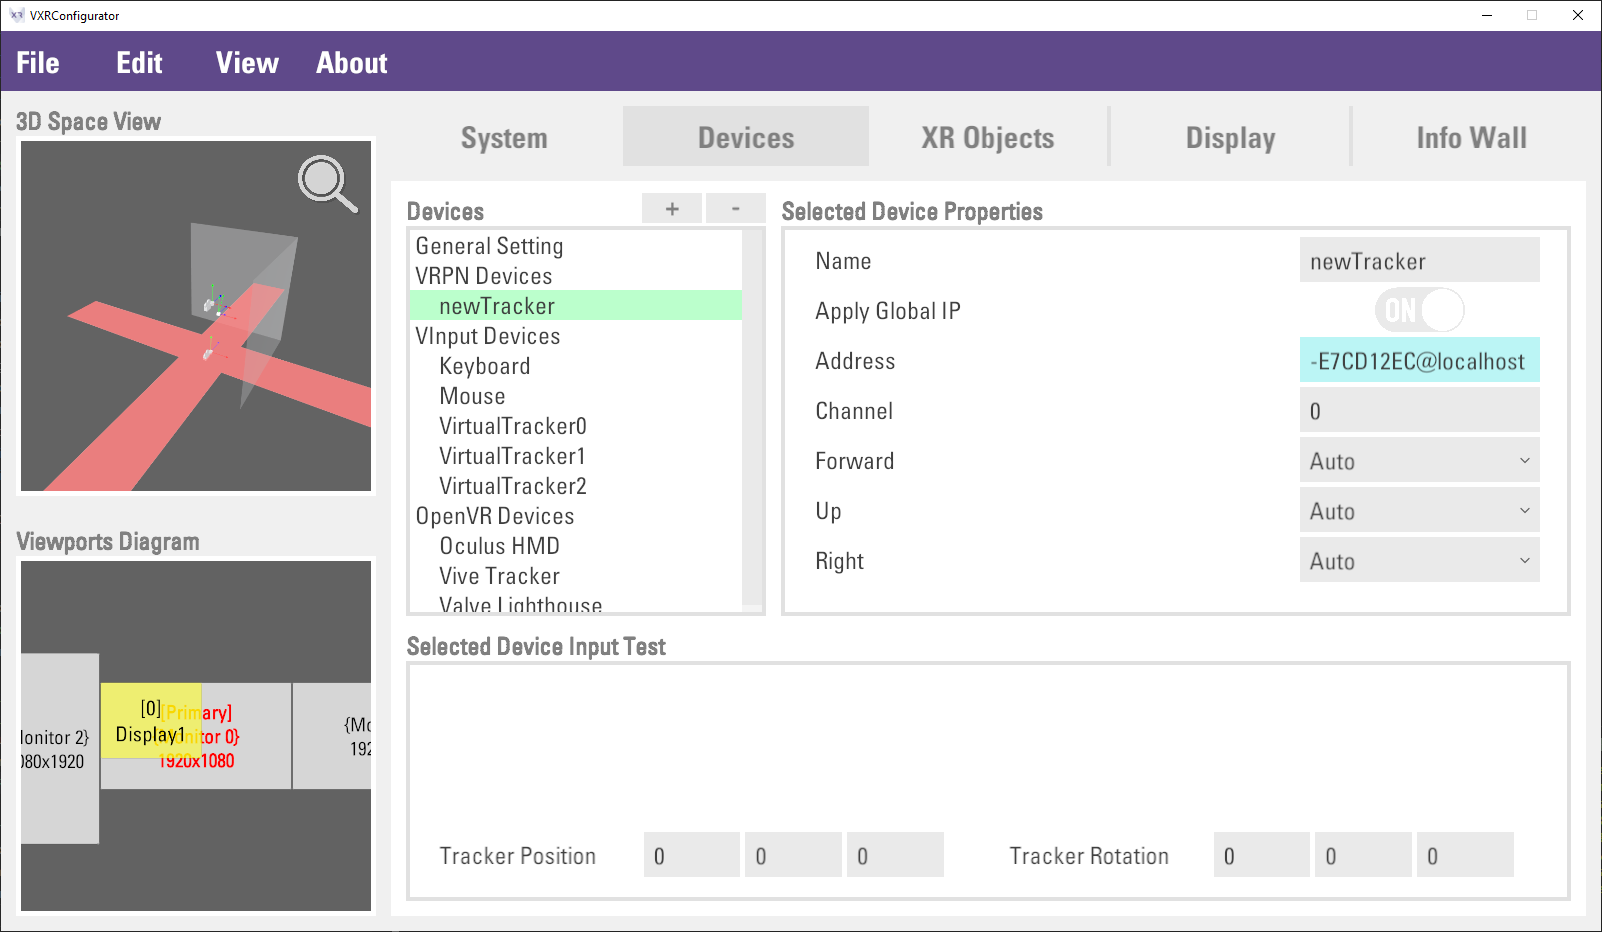 VXRConfigurator
File Edit View About
3D Space View
System Devices XR Objects Display Info Wall
Devices + - Selected Device Properties
General Setting
VRPN Devices
newTracker
VInput Devices
Keyboard
Mouse
VirtualTracker0
VirtualTracker1
VirtualTracker2
OpenVR Devices
Oculus HMD
Vive Tracker
Valve Lighthouse
Name newTracker
Apply Global IP ON
Address -E7CD12EC@localhost
Channel 0
Forward Auto
Up Auto
Right Auto
Viewports Diagram
onitor 2}
080x1920
[0]
Display1
[Primary]
{Monitor 0}
1920x1080
{Mo
192
Selected Device Input Test
Tracker Position 0 0 0 Tracker Rotation 0 0 0